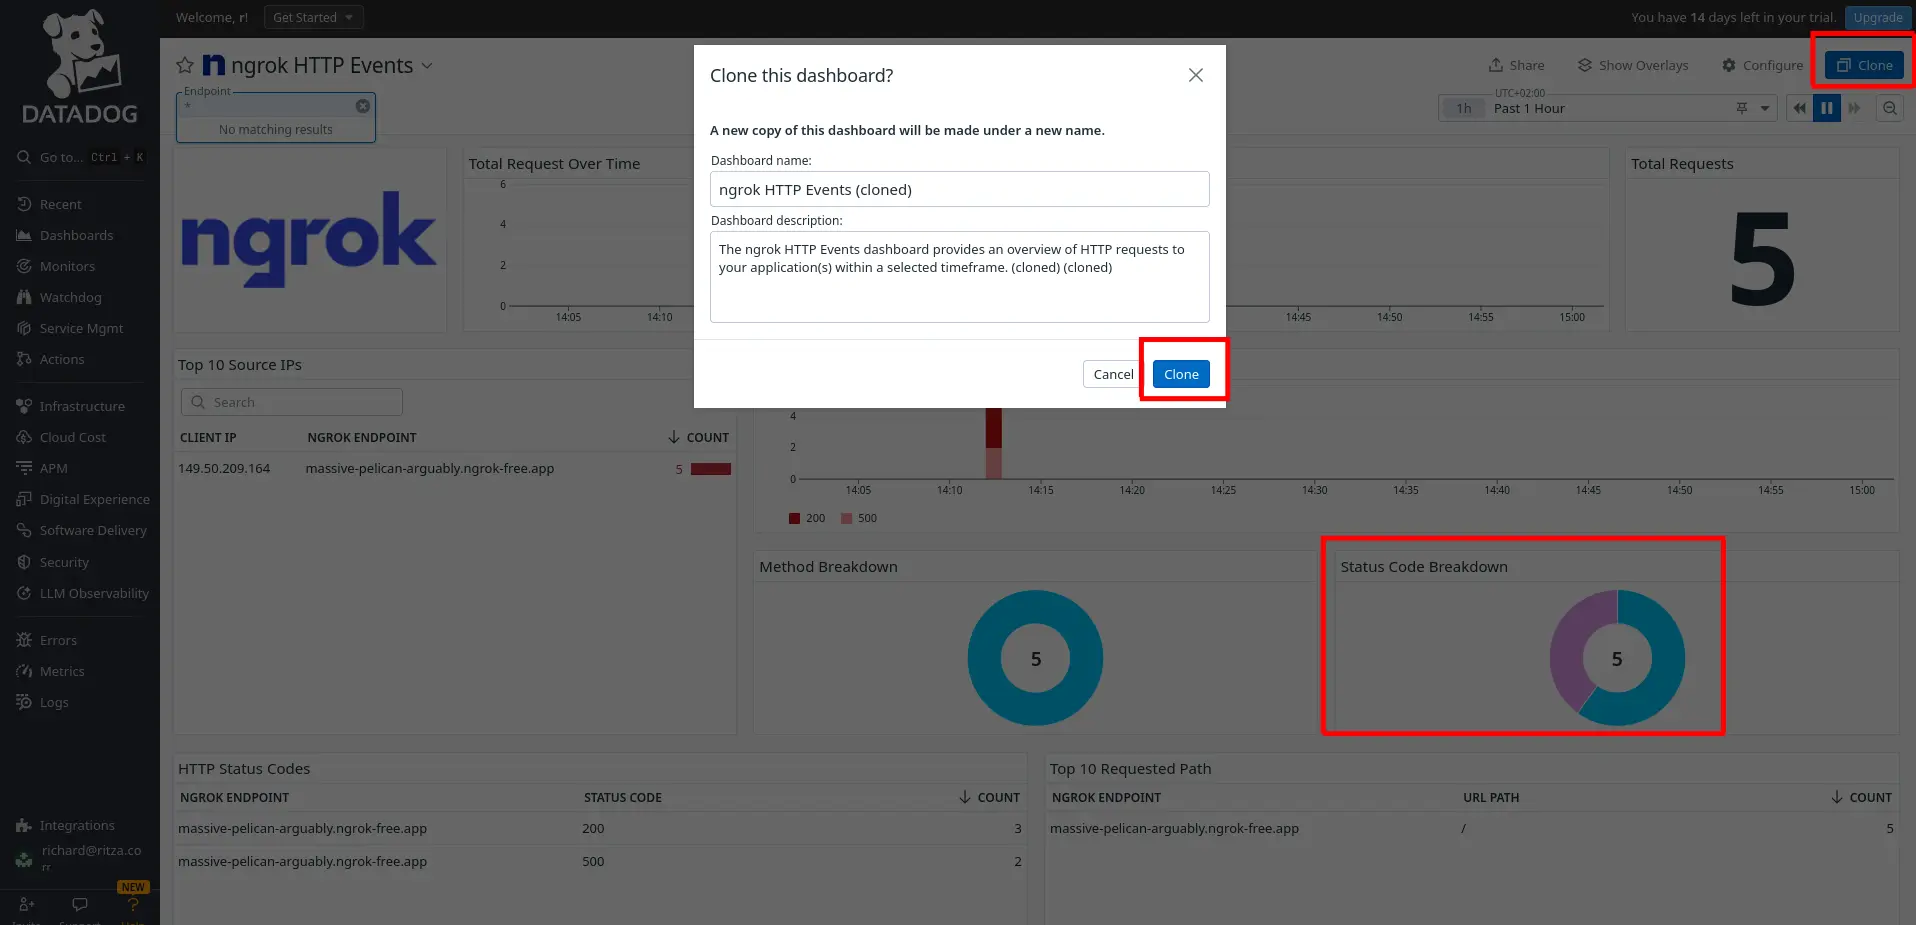 DATADOG
Go to... Ctrl + K
Recent
Dashboards
Monitors
Watchdog
Service Mgmt
Actions
Infrastructure
Cloud Cost
APM
Digital Experience
Software Delivery
Security
LLM Observability
Errors
Metrics
Logs
Integrations
richard@ritza.co
rr
NEW
Welcome, r!
Get Started
You have 14 days left in your trial.
Upgrade
n ngrok HTTP Events
Share
Show Overlays
Configure
Clone
Endpoint
*
No matching results
UTC+02:00
1h Past 1 Hour
Clone this dashboard?
A new copy of this dashboard will be made under a new name.
Dashboard name:
ngrok HTTP Events (cloned)
Dashboard description:
The ngrok HTTP Events dashboard provides an overview of HTTP requests to
your application(s) within a selected timeframe. (cloned) (cloned)
Cancel
Clone
ngrok
Total Request Over Time
6
4
2
0
14:05 14:10 14:45 14:50 14:55 15:00
Total Requests
5
Top 10 Source IPs
Search
CLIENT IP NGROK ENDPOINT COUNT
149.50.209.164 massive-pelican-arguably.ngrok-free.app 5
4
2
0
14:05 14:10 14:15 14:20 14:25 14:30 14:35 14:40 14:45 14:50 14:55 15:00
200 500
Method Breakdown
5
Status Code Breakdown
5
HTTP Status Codes
NGROK ENDPOINT STATUS CODE COUNT
massive-pelican-arguably.ngrok-free.app 200 3
massive-pelican-arguably.ngrok-free.app 500 2
Top 10 Requested Path
NGROK ENDPOINT URL PATH COUNT
massive-pelican-arguably.ngrok-free.app / 5